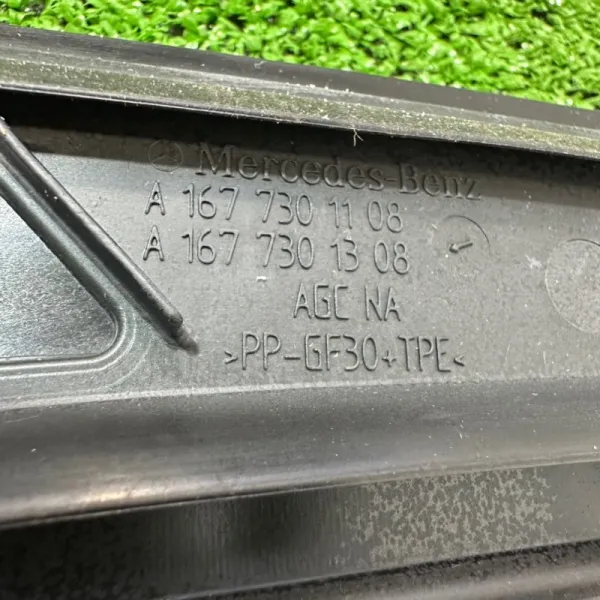 Mercedes-Benz
A 167 730 11 08
A 167 730 13 08
AGC NA
>PP-GF30+TPE<